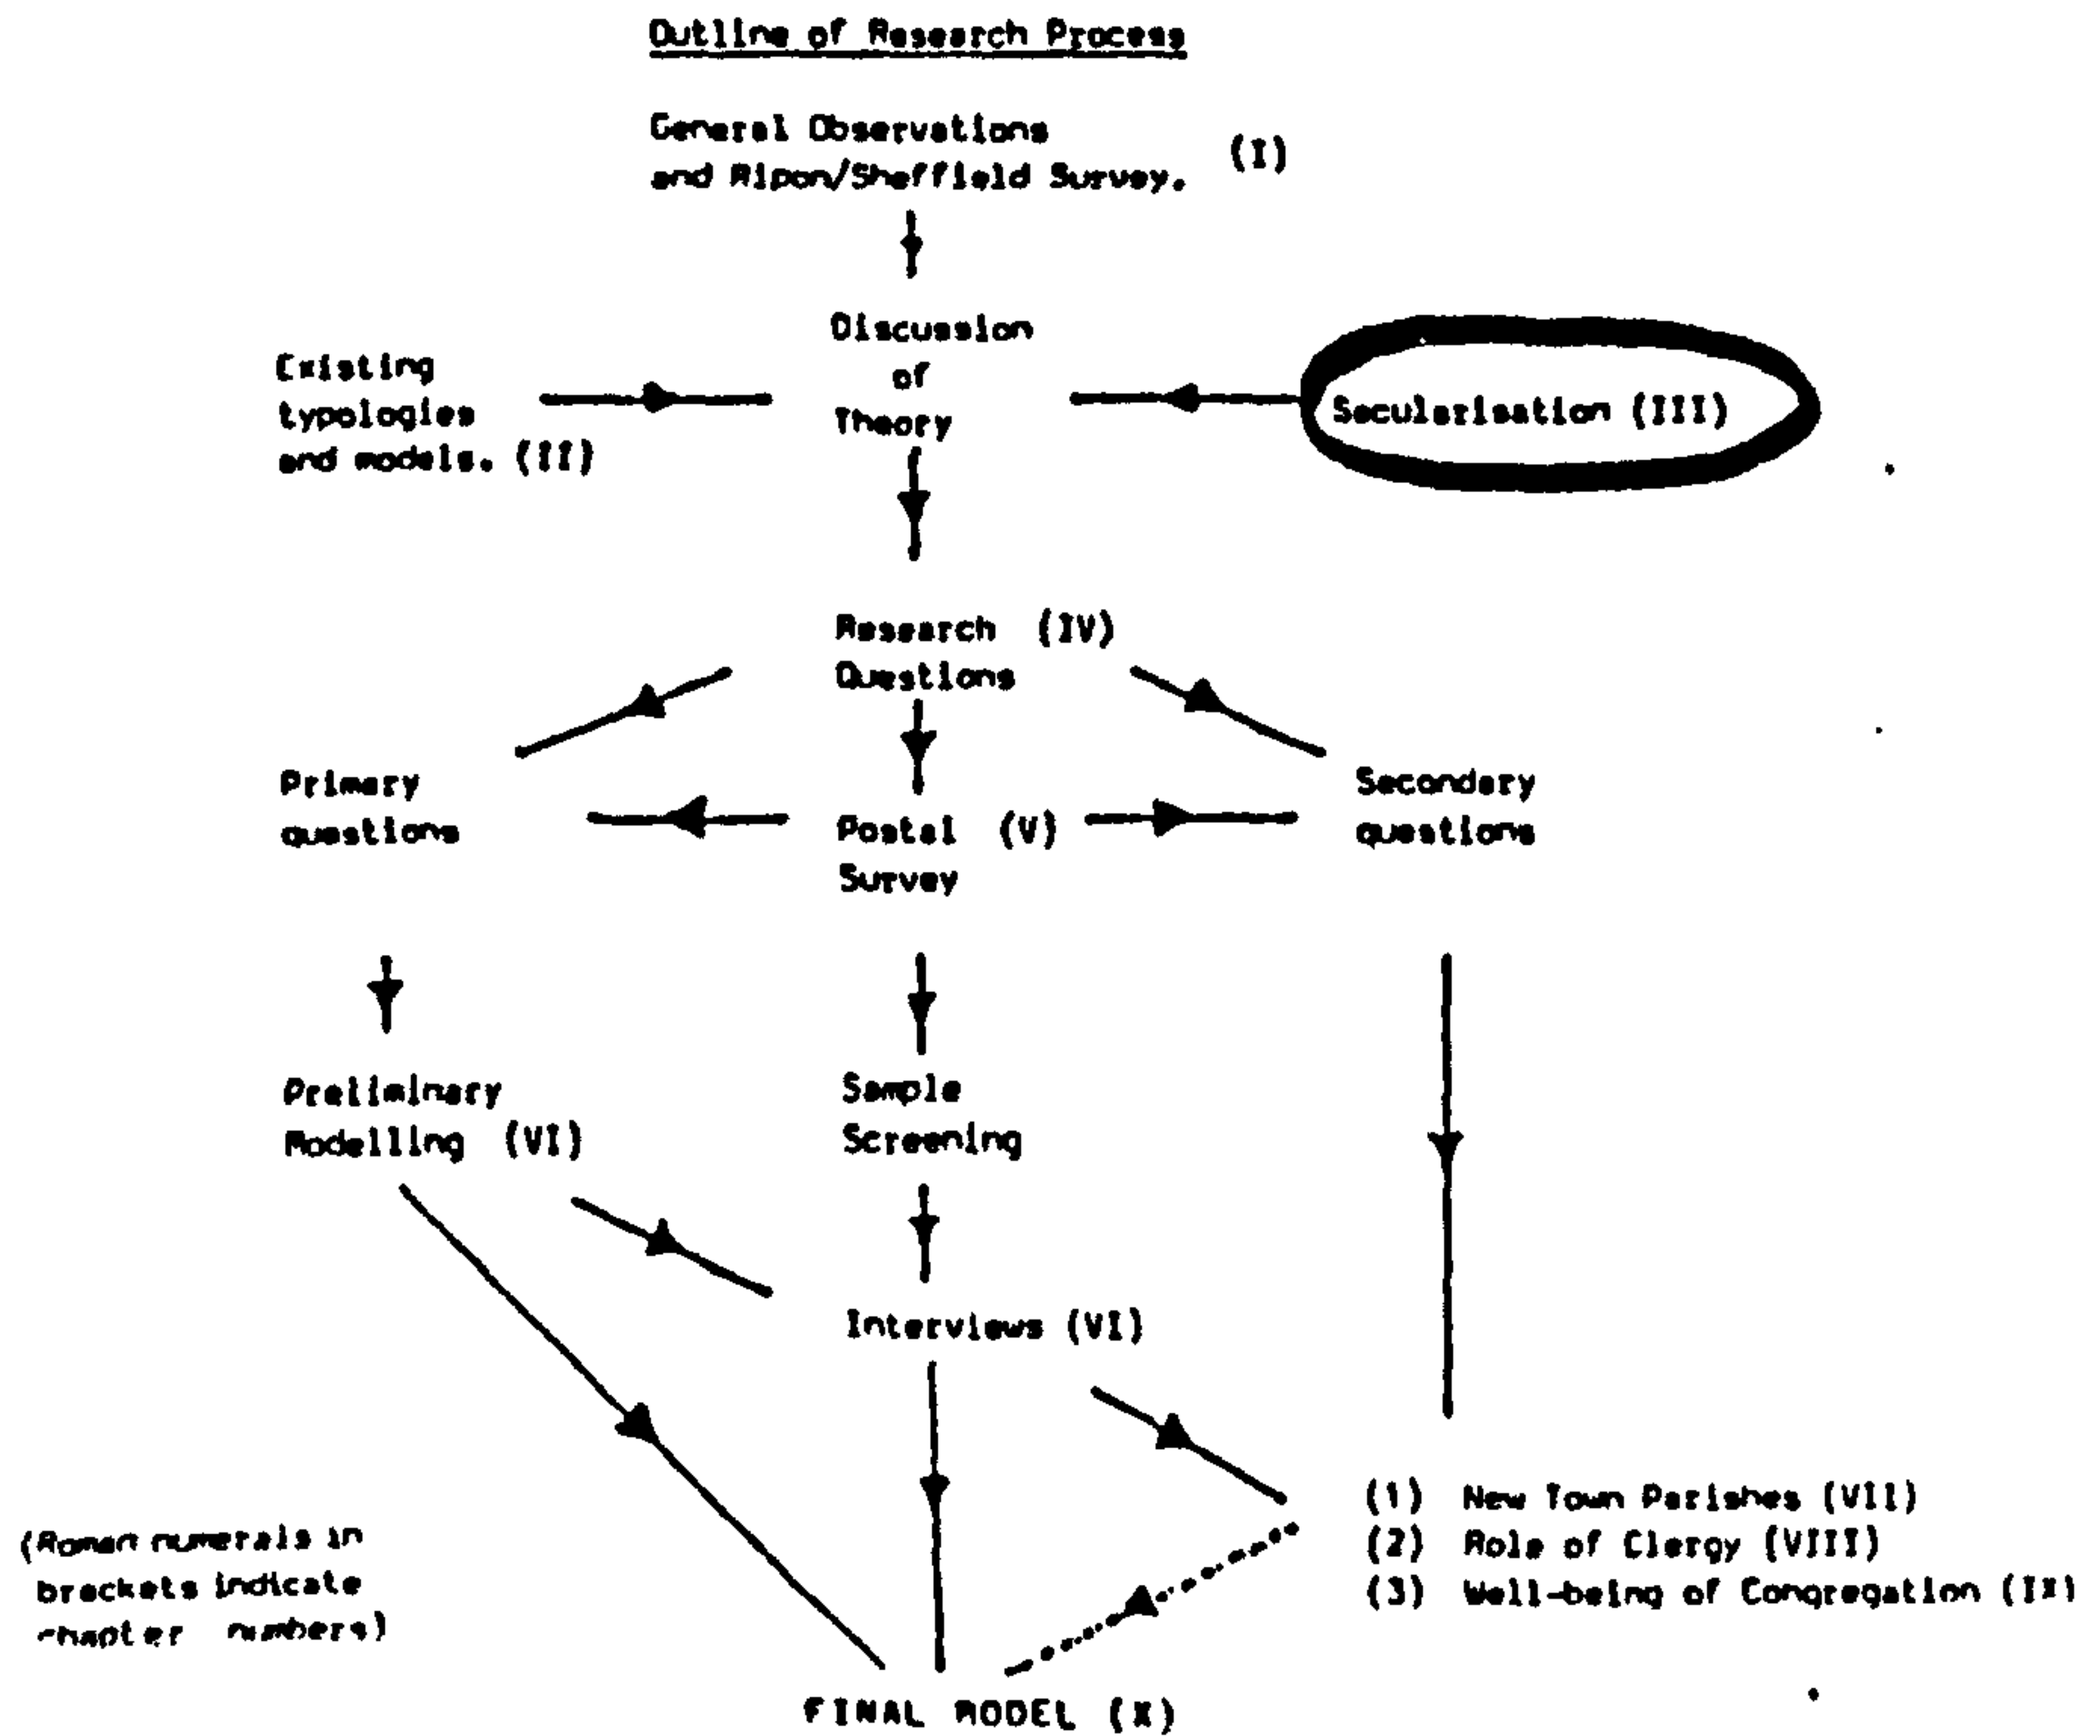 Outline of Research Process
General Observations
and Ripon/Sheffield Survey. (I)
Discussion
of
Theory
Existing
typologies
and models. (II)
Secularisation (III)
Research (IV)
Questions
Primary
questions
Postal (V)
Survey
Secondary
questions
Preliminary
Modelling (VI)
Sample
Screening
Interviews (VI)
(1) New Town Parishes (VII)
(2) Role of Clergy (VIII)
(3) Well-being of Congregation (IX)
(Roman numerals in
brackets indicate
chapter numbers)
FINAL MODEL (X)